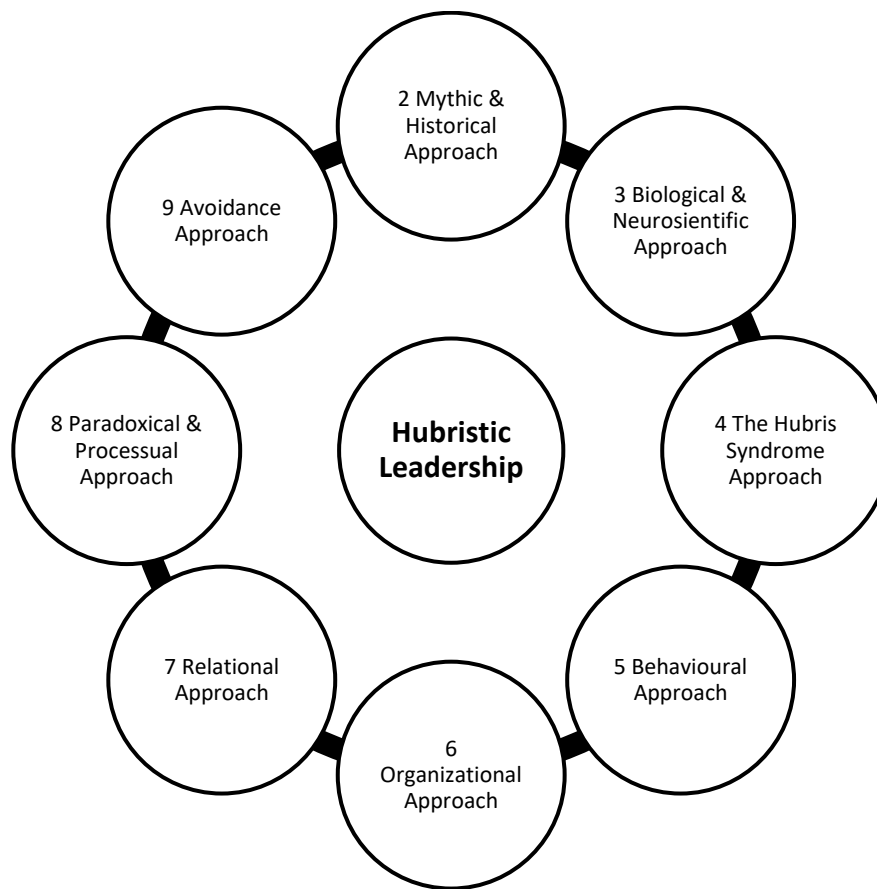 2 Mythic &
Historical
Approach
3 Biological &
Neurosientific
Approach
4 The Hubris
Syndrome
Approach
5 Behavioural
Approach
6
Organizational
Approach
7 Relational
Approach
8 Paradoxical &
Processual
Approach
9 Avoidance
Approach
Hubristic
Leadership